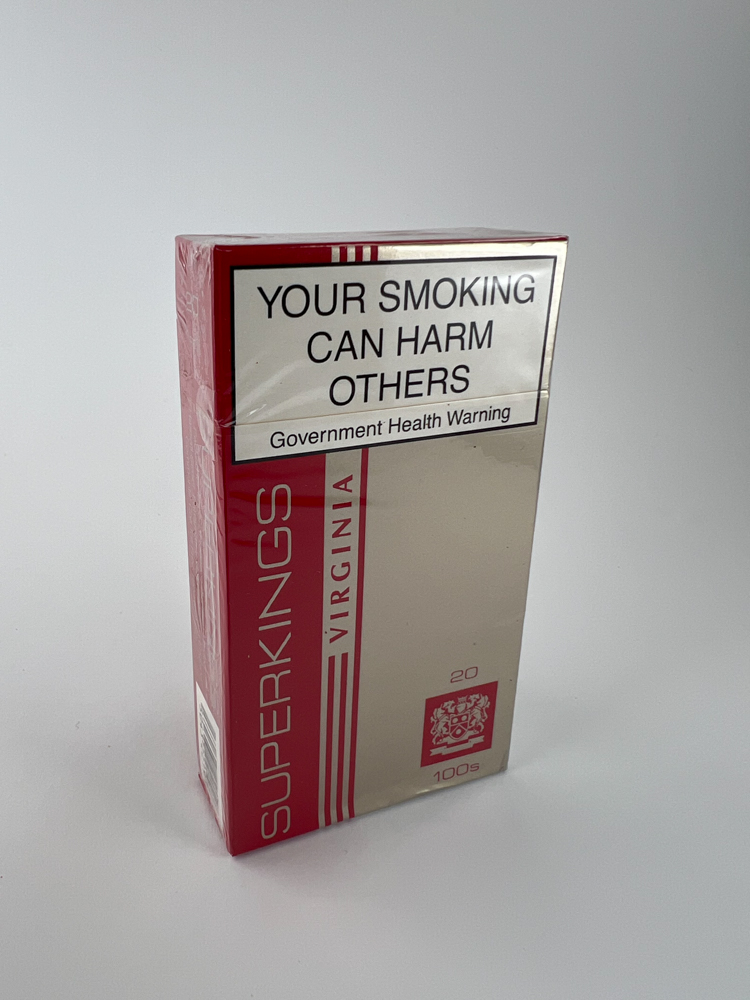 YOUR SMOKING
CAN HARM
OTHERS
Government Health Warning
SUPERKINGS
VIRGINIA
20
100s